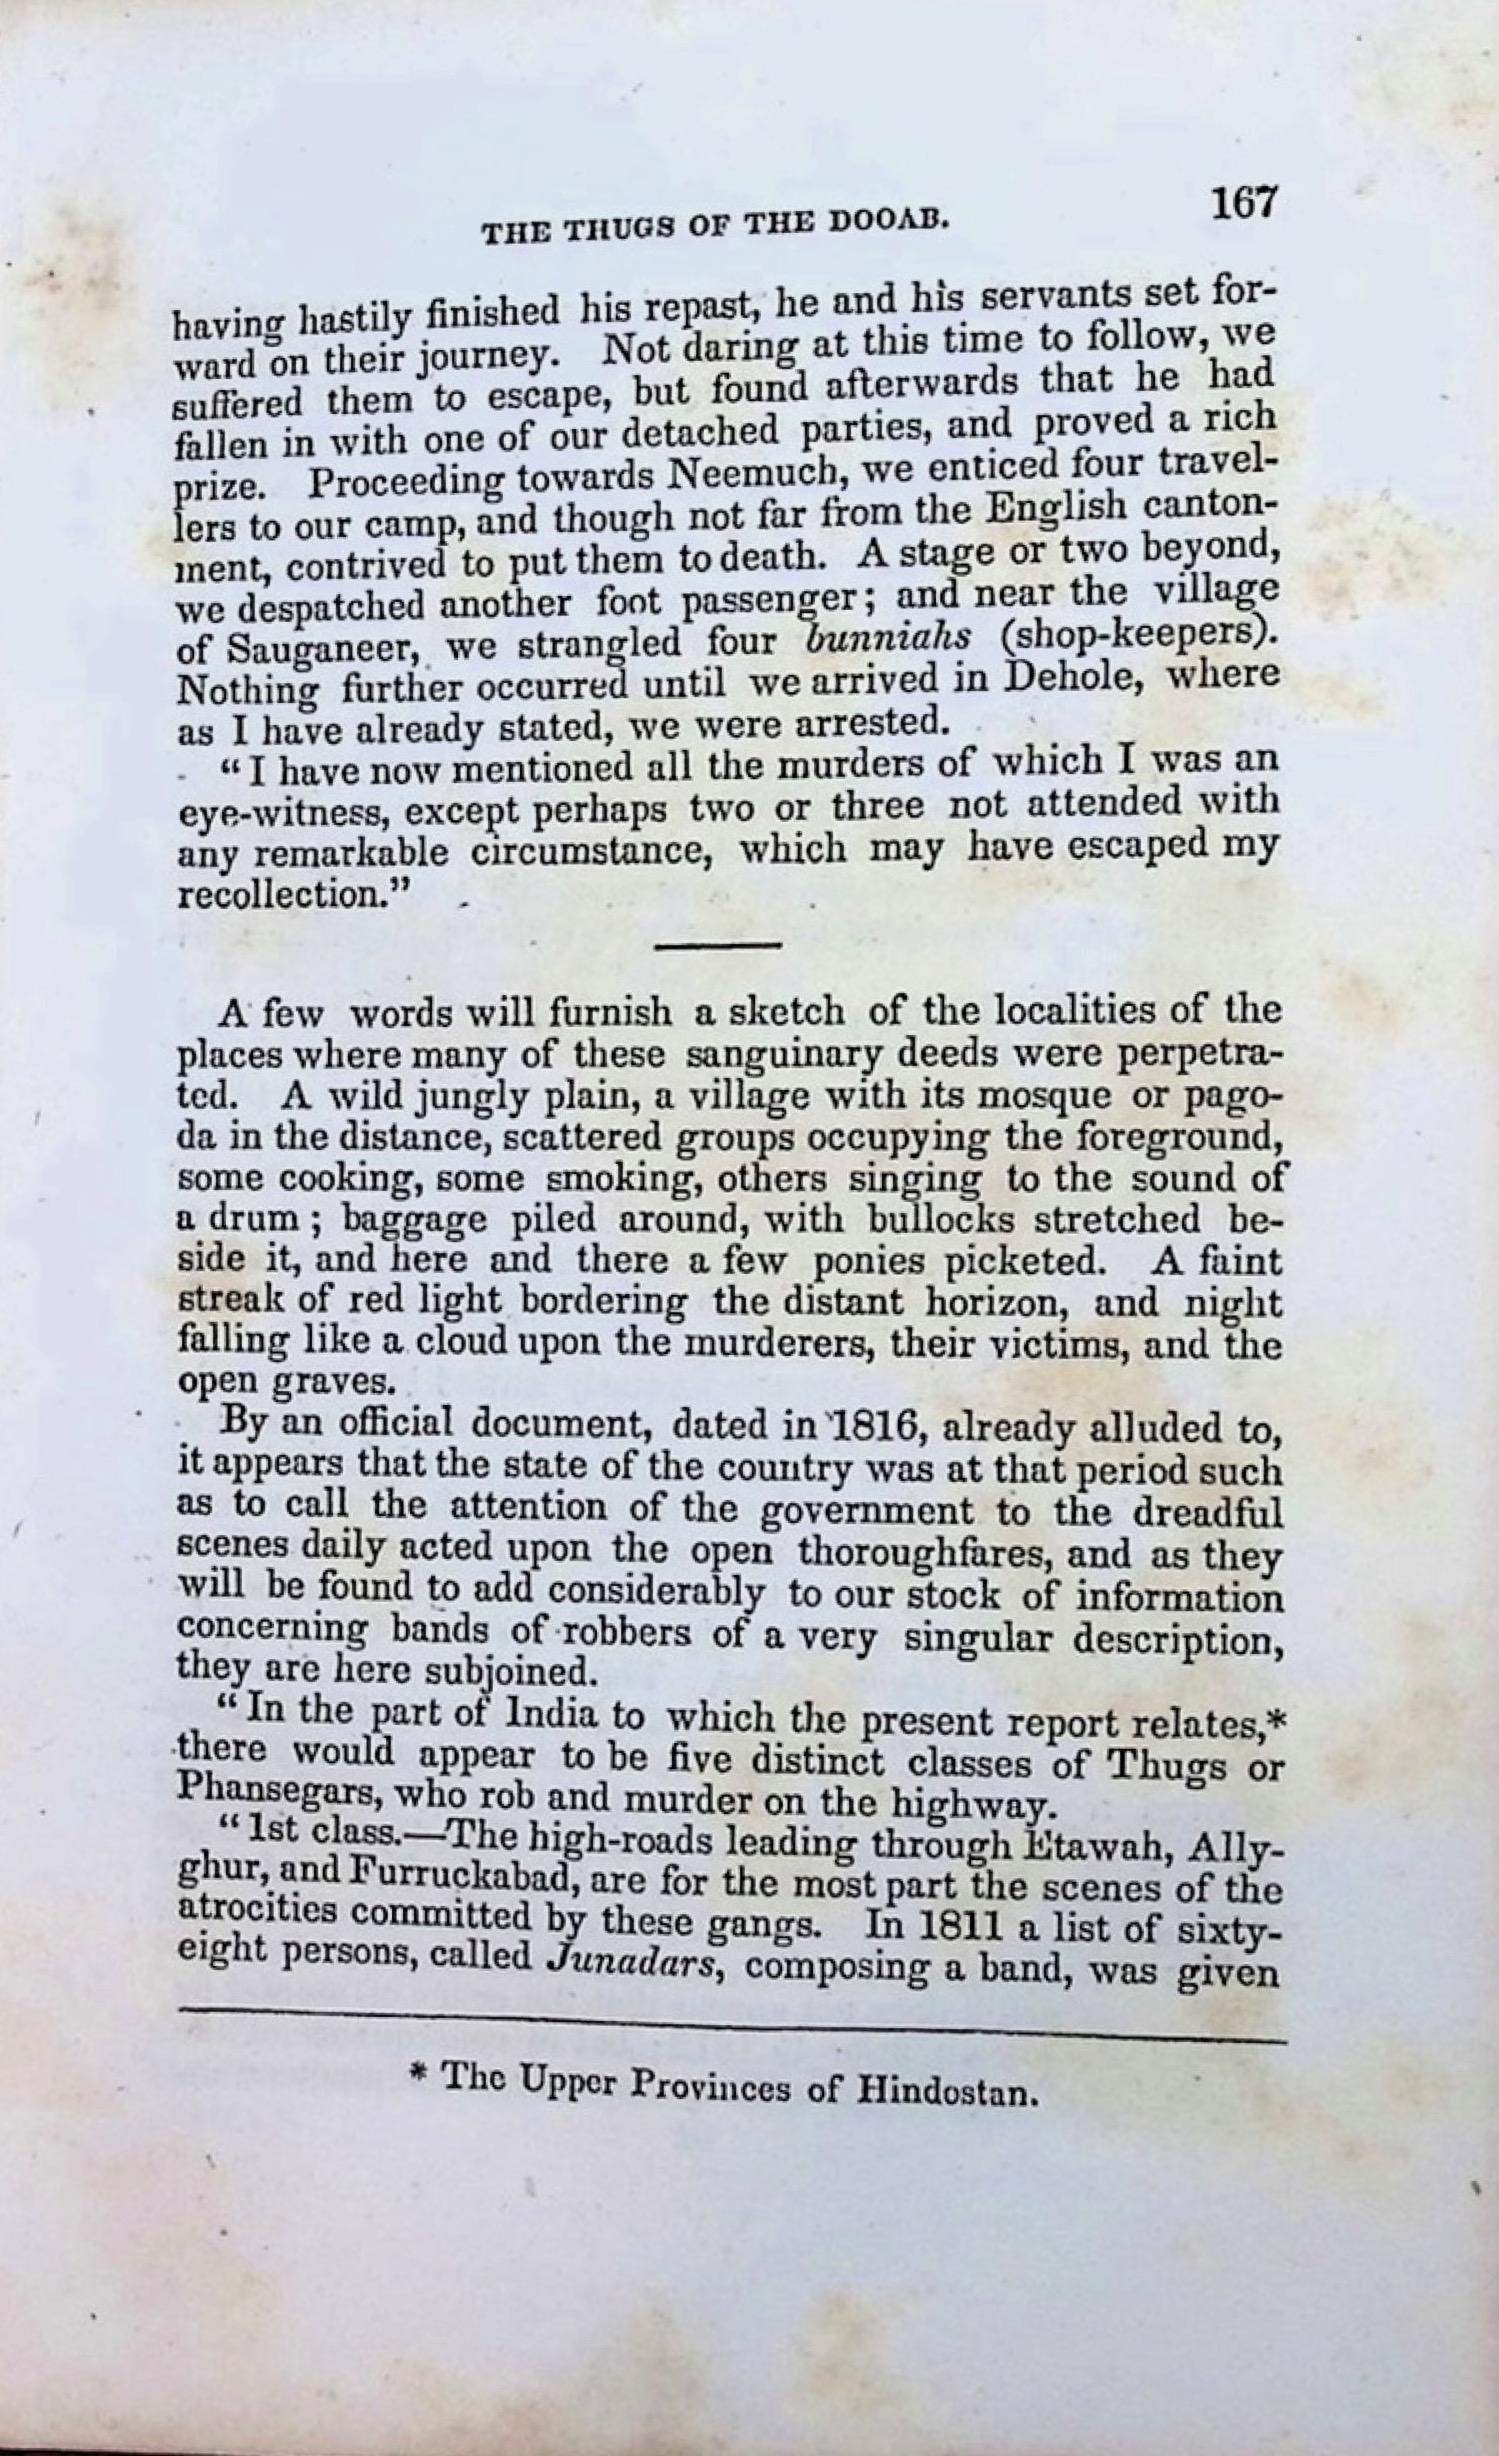 THE THUGS OF THE DOOAB. 167
having hastily finished his repast, he and his servants set for-
ward on their journey. Not daring at this time to follow, we
suffered them to escape, but found afterwards that he had
fallen in with one of our detached parties, and proved a rich
prize. Proceeding towards Neemuch, we enticed four travel-
lers to our camp, and though not far from the English canton-
ment, contrived to put them to death. A stage or two beyond,
we despatched another foot passenger; and near the village
of Sauganeer, we strangled four bunniahs (shop-keepers).
Nothing further occurred until we arrived in Dehole, where
as I have already stated, we were arrested.
“I have now mentioned all the murders of which I was an
eye-witness, except perhaps two or three not attended with
any remarkable circumstance, which may have escaped my
recollection.”
A few words will furnish a sketch of the localities of the
places where many of these sanguinary deeds were perpetra-
ted. A wild jungly plain, a village with its mosque or pago-
da in the distance, scattered groups occupying the foreground,
some cooking, some smoking, others singing to the sound of
a drum; baggage piled around, with bullocks stretched be-
side it, and here and there a few ponies picketed. A faint
streak of red light bordering the distant horizon, and night
falling like a cloud upon the murderers, their victims, and the
open graves.
By an official document, dated in 1816, already alluded to,
it appears that the state of the country was at that period such
as to call the attention of the government to the dreadful
scenes daily acted upon the open thoroughfares, and as they
will be found to add considerably to our stock of information
concerning bands of robbers of a very singular description,
they are here subjoined.
“In the part of India to which the present report relates,*
there would appear to be five distinct classes of Thugs or
Phansegars, who rob and murder on the highway.
“1st class.—The high-roads leading through Etawah, Ally-
ghur, and Furruckabad, are for the most part the scenes of the
atrocities committed by these gangs. In 1811 a list of sixty-
eight persons, called Junadars, composing a band, was given
* The Upper Provinces of Hindostan.